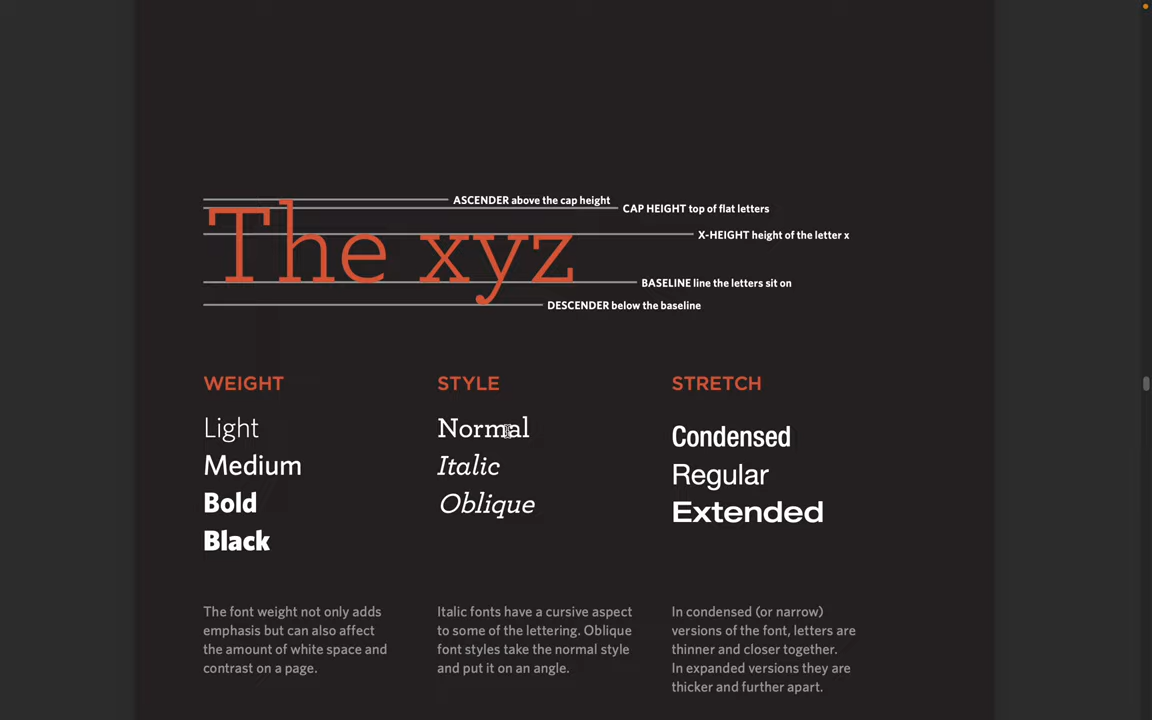 The xyz
ASCENDER above the cap height
CAP HEIGHT top of flat letters
X-HEIGHT height of the letter x
BASELINE line the letters sit on
DESCENDER below the baseline
WEIGHT
Light
Medium
Bold
Black
The font weight not only adds
emphasis but can also affect
the amount of white space and
contrast on a page.
STYLE
Normal
Italic
Oblique
Italic fonts have a cursive aspect
to some of the lettering. Oblique
font styles take the normal style
and put it on an angle.
STRETCH
Condensed
Regular
Extended
In condensed (or narrow)
versions of the font, letters are
thinner and closer together.
In expanded versions they are
thicker and further apart.